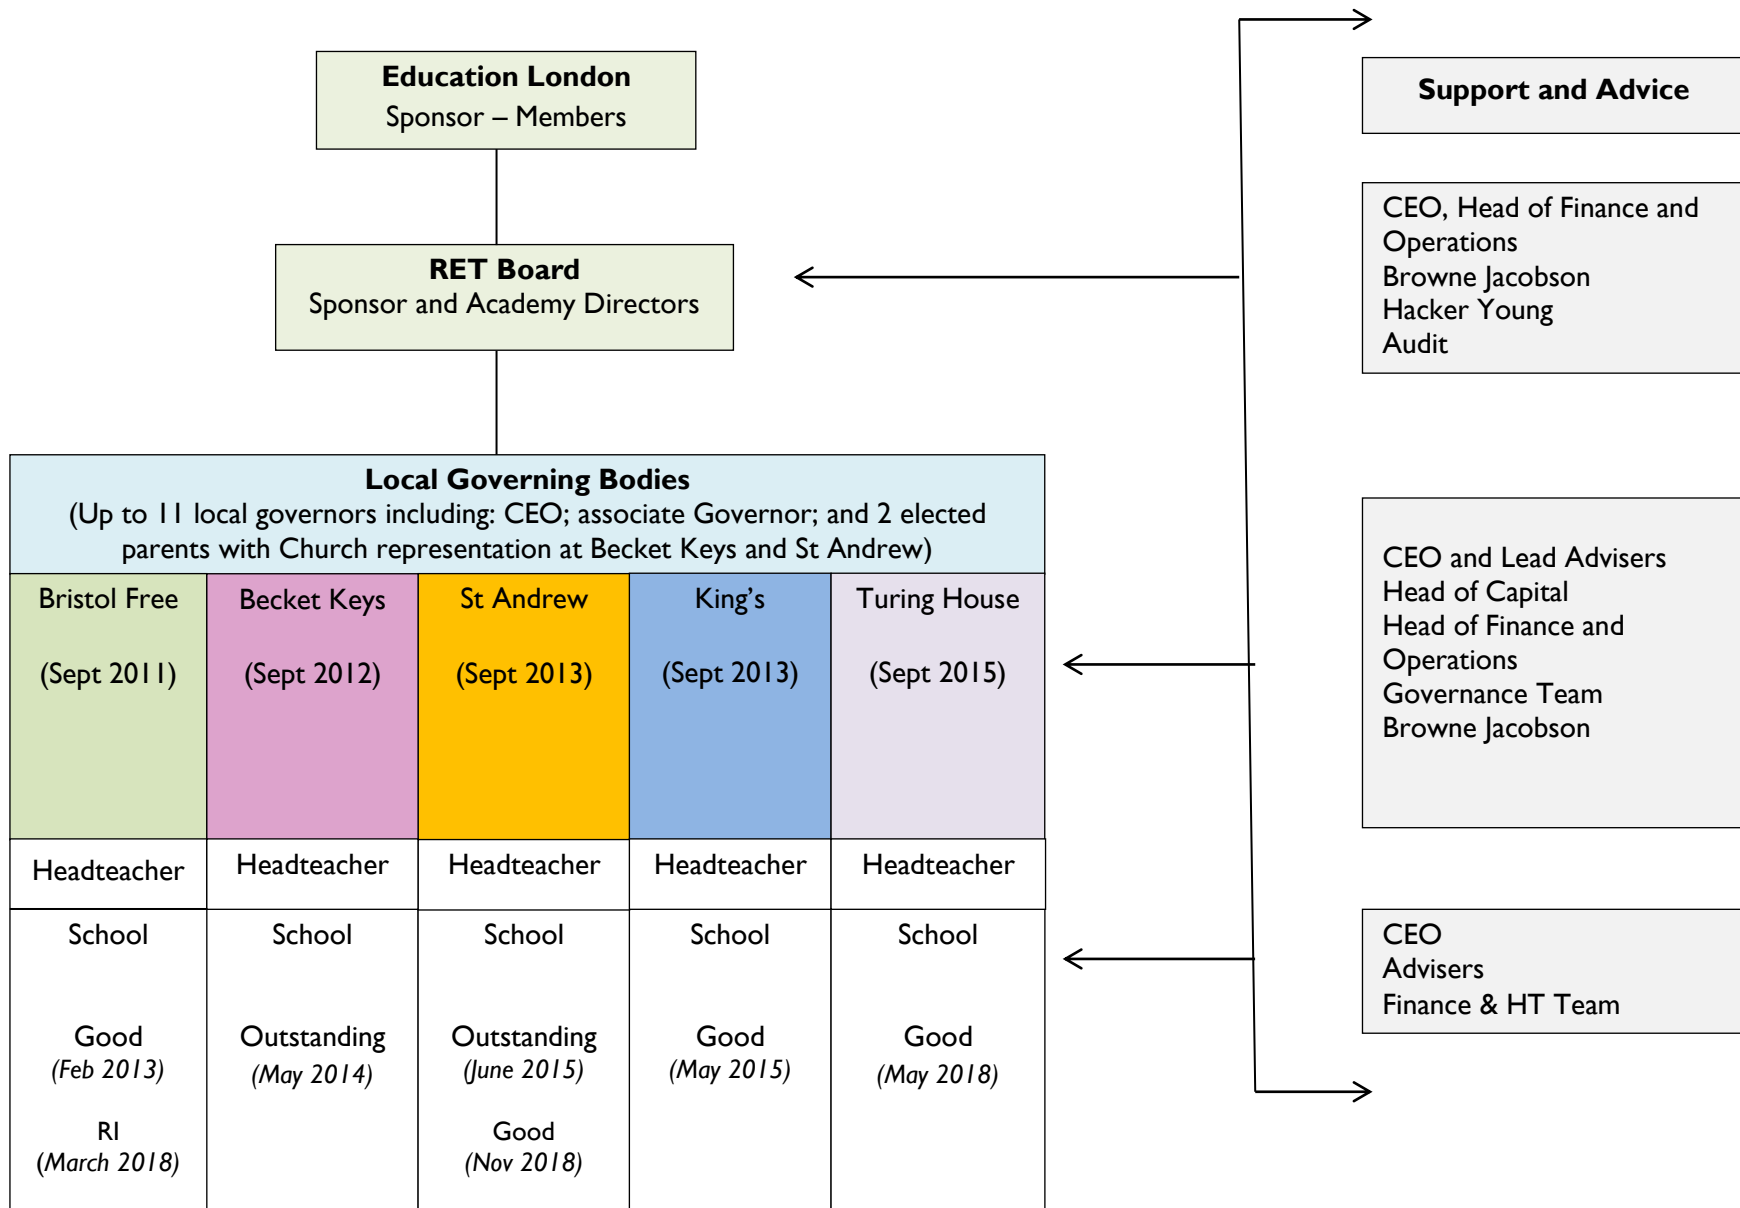 Education London
Sponsor – Members
RET Board
Sponsor and Academy Directors
Local Governing Bodies
(Up to 11 local governors including: CEO; associate Governor; and 2 elected
parents with Church representation at Becket Keys and St Andrew)
Bristol Free
(Sept 2011)
Becket Keys
(Sept 2012)
St Andrew
(Sept 2013)
King’s
(Sept 2013)
Turing House
(Sept 2015)
Headteacher
Headteacher
Headteacher
Headteacher
Headteacher
School
Good
(Feb 2013)
RI
(March 2018)
School
Outstanding
(May 2014)
School
Outstanding
(June 2015)
Good
(Nov 2018)
School
Good
(May 2015)
School
Good
(May 2018)
Support and Advice
CEO, Head of Finance and
Operations
Browne Jacobson
Hacker Young
Audit
CEO and Lead Advisers
Head of Capital
Head of Finance and
Operations
Governance Team
Browne Jacobson
CEO
Advisers
Finance & HT Team